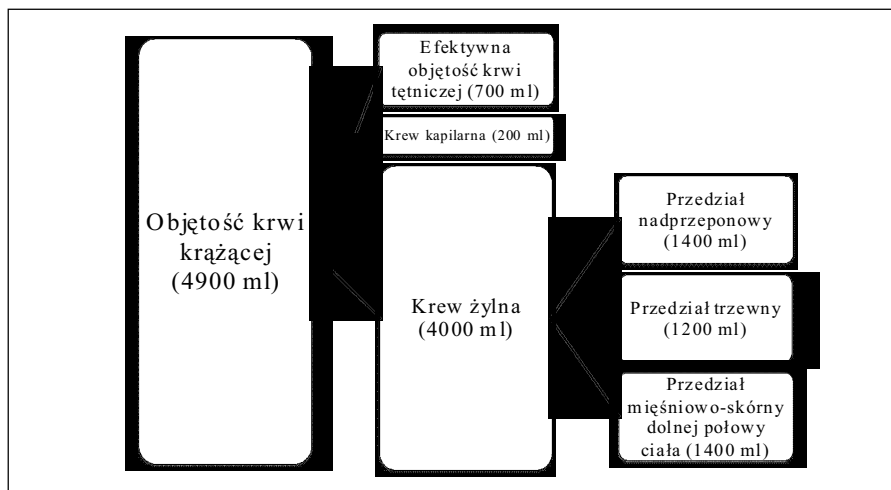 Objętość krwi
krążącej
(4900 ml)
Efektywna
objętość krwi
tętniczej (700 ml)
Krew kapilarna (200 ml)
Krew żylna
(4000 ml)
Przedział
nadprzeponowy
(1400 ml)
Przedział trzewny
(1200 ml)
Przedział
mięśniowo-skórny
dolnej połowy
ciała (1400 ml)